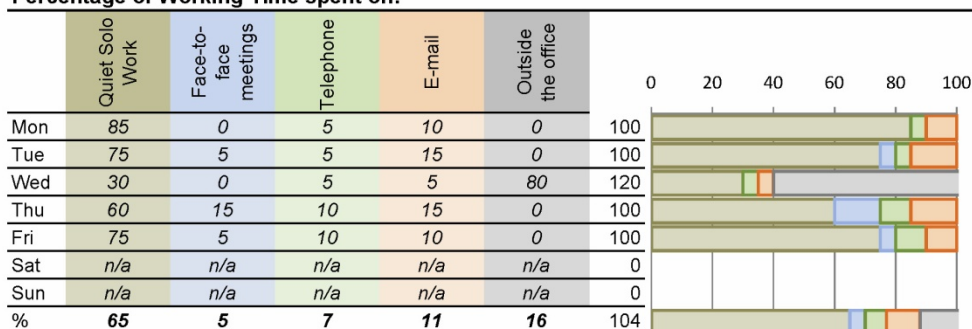 Percentage of Working Time spent on:
Quiet Solo Work
Face-to-face meetings
Telephone
E-mail
Outside the office
0 20 40 60 80 100
Mon 85 0 5 10 0 100
Tue 75 5 5 15 0 100
Wed 30 0 5 5 80 120
Thu 60 15 10 15 0 100
Fri 75 5 10 10 0 100
Sat n/a n/a n/a n/a n/a 0
Sun n/a n/a n/a n/a n/a 0
% 65 5 7 11 16 104